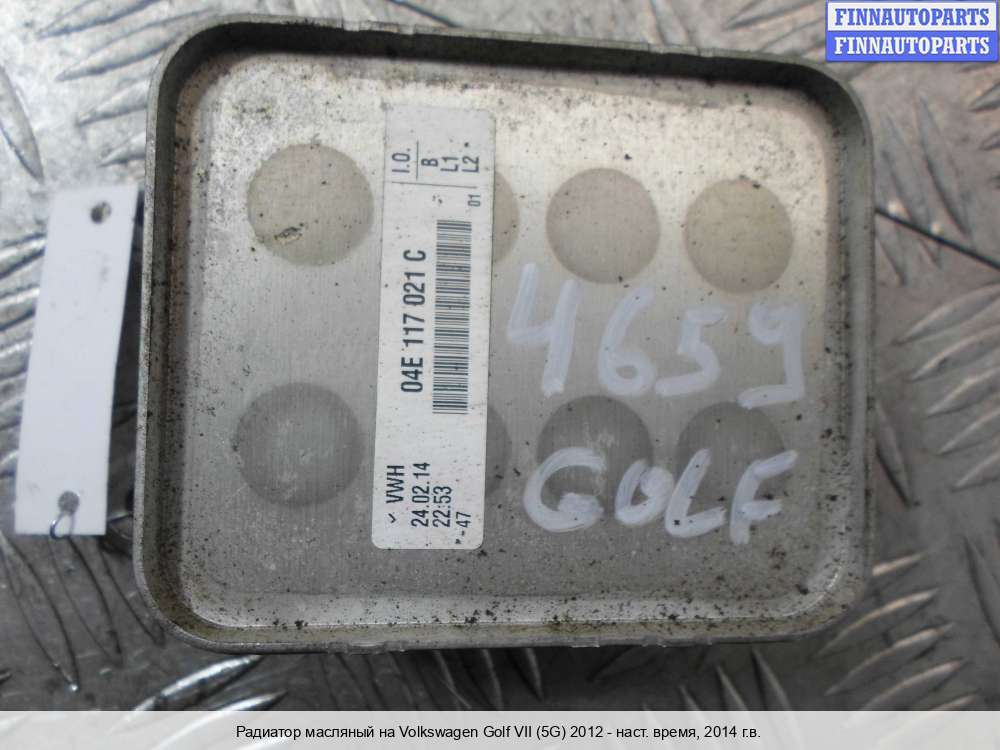 FINNAUTOPARTS
FINNAUTOPARTS
I.O.
B
L1
L2 *
01
04E 117 021 C
VWH
24.02.14
22:53
*-47
4659
GOLF
Радиатор масляный на Volkswagen Golf VII (5G) 2012 - наст. время, 2014 г.в.